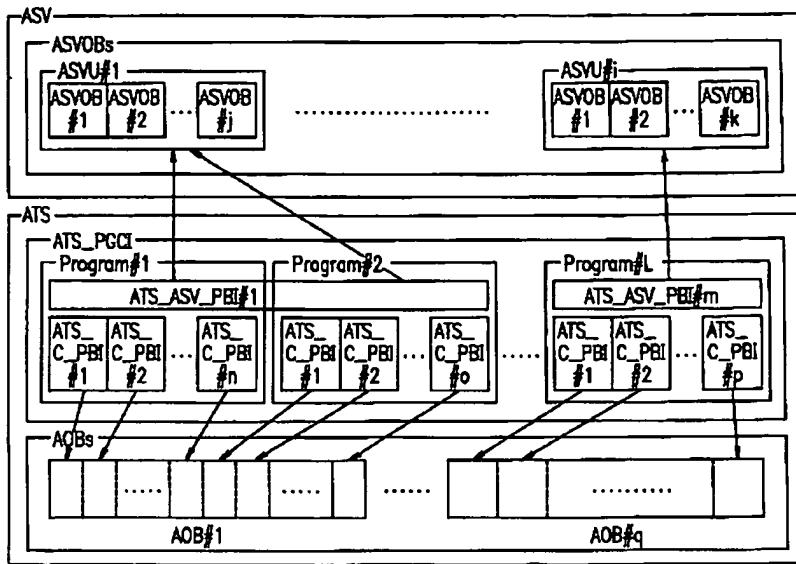 ASV
ASVOBs
ASVU#1
ASVU#i
ASVOB #1
ASVOB #2
ASVOB #j
ASVOB #1
ASVOB #2
ASVOB #k
ATS
ATS_PGCI
Program#1
Program#2
Program#L
ATS_ASV_PBI#1
ATS_ASV_PBI#m
ATS_ C_PBI #1
ATS_ C_PBI #2
ATS_ C_PBI #n
ATS_ C_PBI #1
ATS_ C_PBI #2
ATS_ C_PBI #o
ATS_ C_PBI #1
ATS_ C_PBI #2
ATS_ C_PBI #p
AOBs
AOB#1
AOB#q